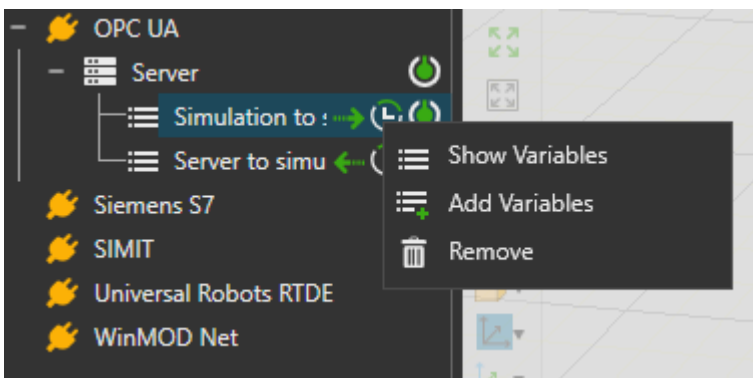 OPC UA
Server
Simulation to s
Server to simu
Show Variables
Add Variables
Remove
Siemens S7
SIMIT
Universal Robots RTDE
WinMOD Net